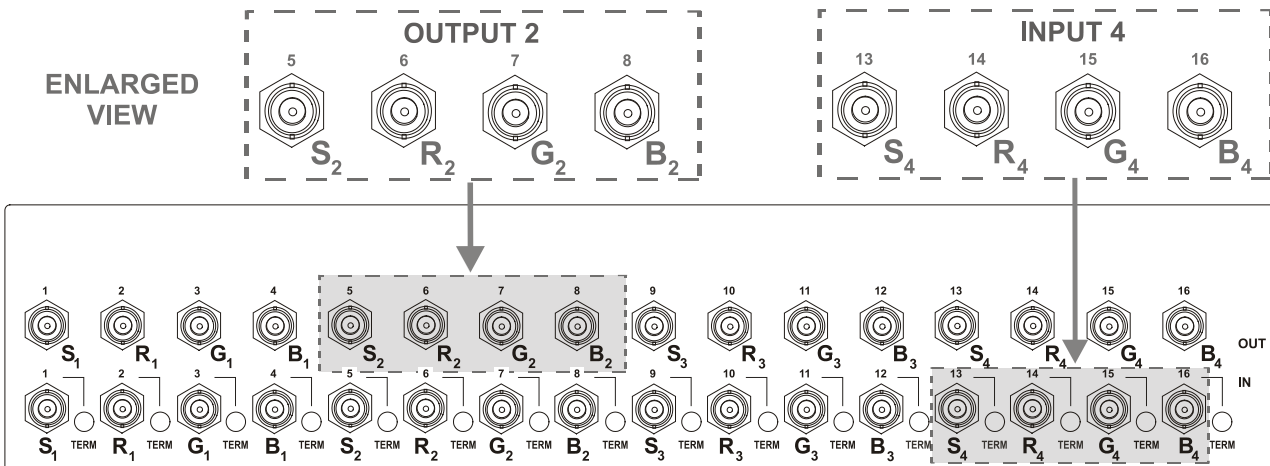 OUTPUT 2
INPUT 4
5 6 7 8
13 14 15 16
ENLARGED
VIEW
S2 R2 G2 B2
S4 R4 G4 B4
1 2 3 4 5 6 7 8 9 10 11 12 13 14 15 16
S1 R1 G1 B1 S2 R2 G2 B2 S3 R3 G3 B3 S4 R4 G4 B4
OUT
1 2 3 4 5 6 7 8 9 10 11 12 13 14 15 16
IN
TERM TERM TERM TERM TERM TERM TERM TERM TERM TERM TERM TERM TERM TERM TERM TERM
S1 R1 G1 B1 S2 R2 G2 B2 S3 R3 G3 B3 S4 R4 G4 B4